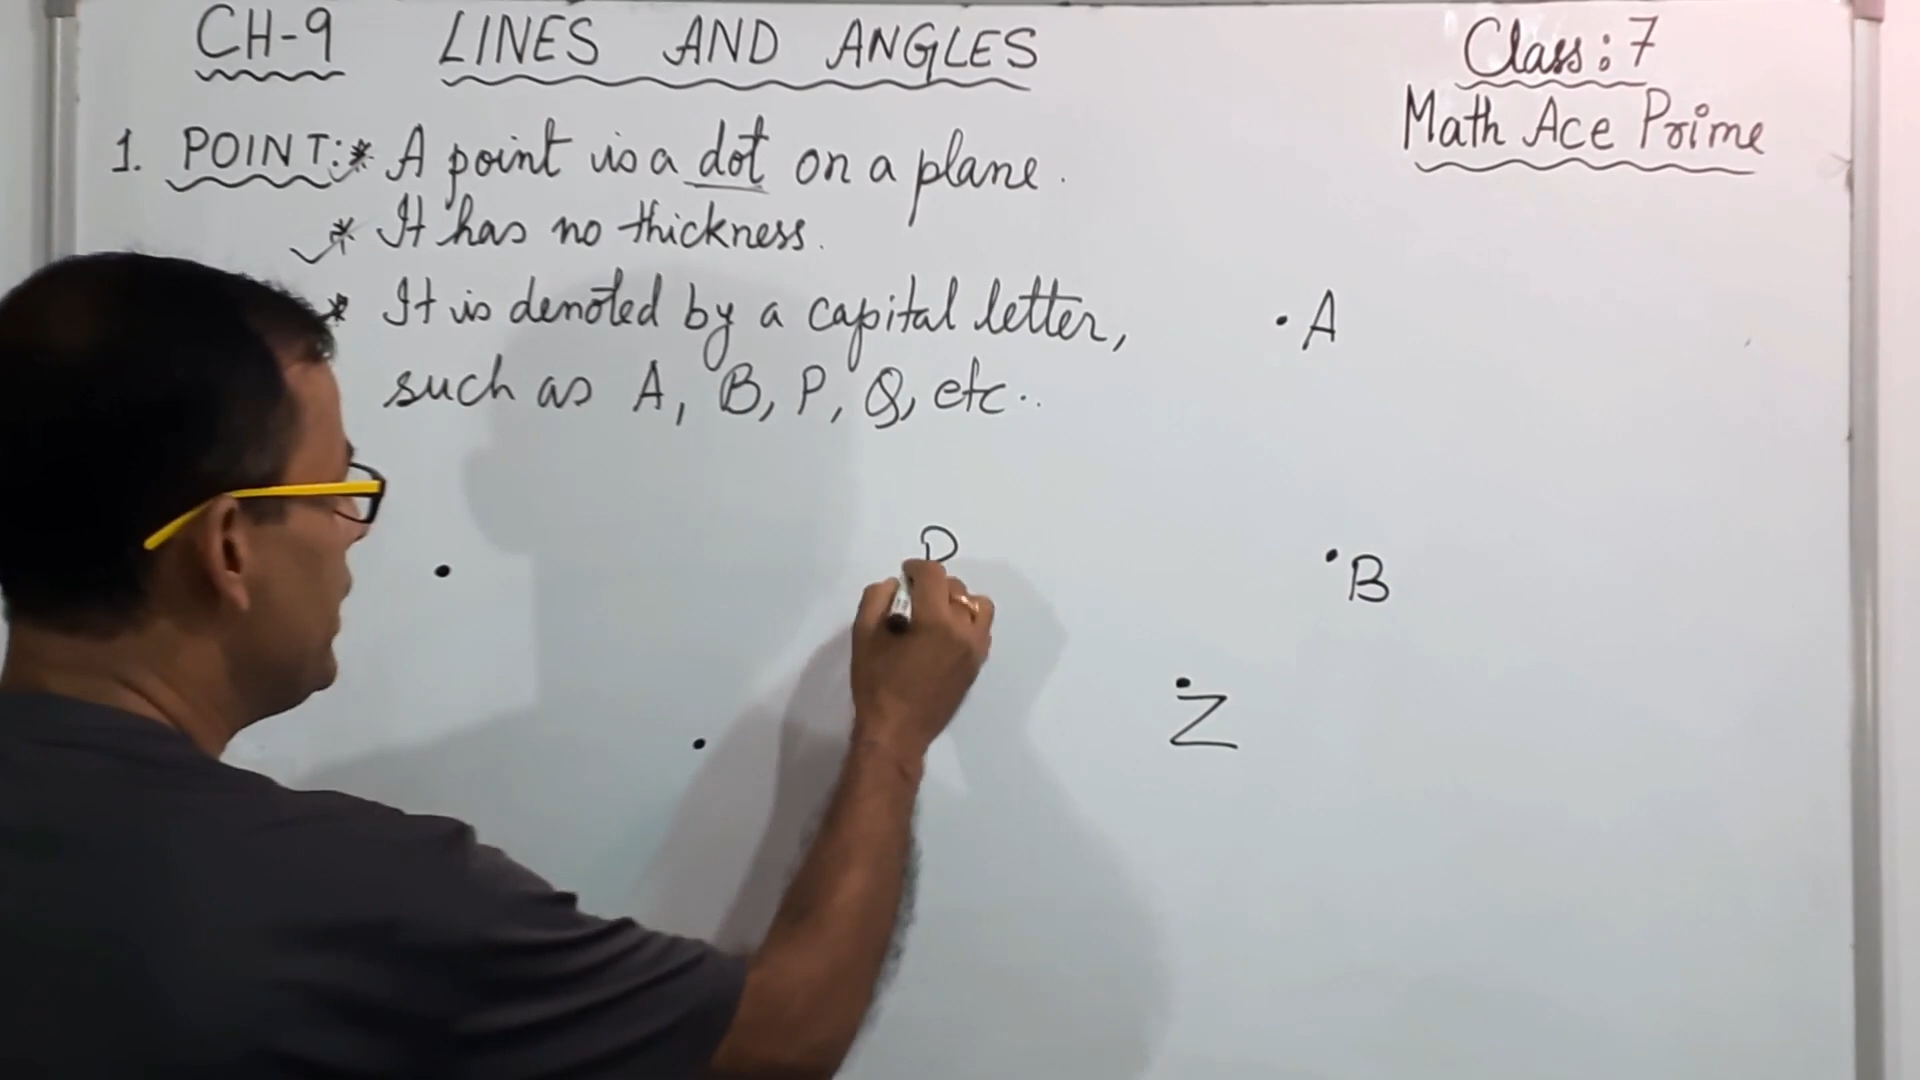 CH-9 LINES AND ANGLES
Class: 7
Math Ace Prime
1. POINT:* A point is a dot on a plane.
* It has no thickness.
* It is denoted by a capital letter,
such as A, B, P, Q, etc..
A
B
Z